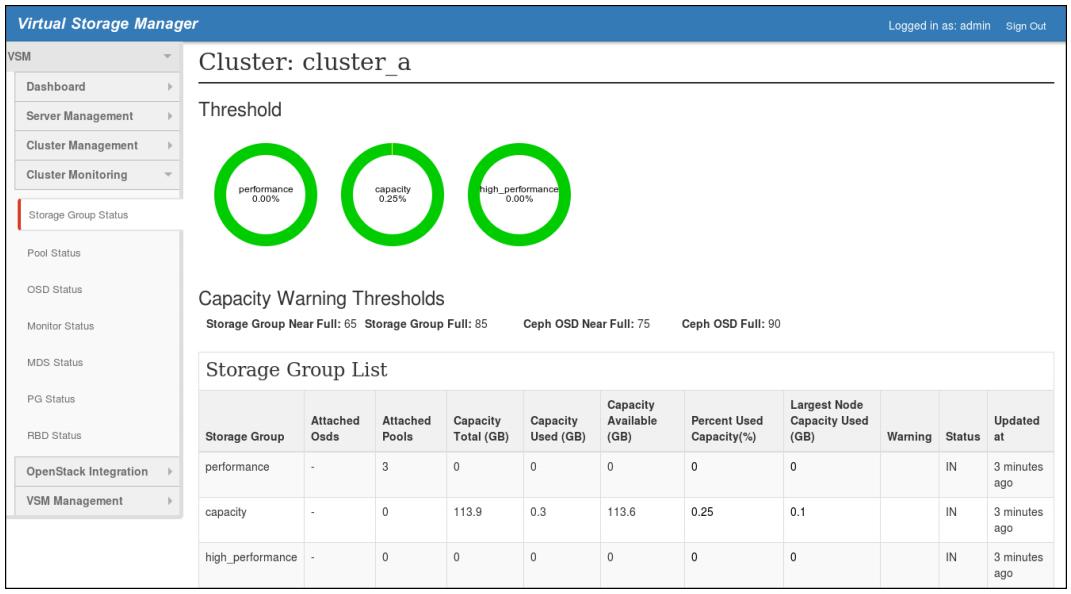 Virtual Storage Manager
Logged in as: admin Sign Out
VSM
Dashboard
Server Management
Cluster Management
Cluster Monitoring
Storage Group Status
Pool Status
OSD Status
Monitor Status
MDS Status
PG Status
RBD Status
OpenStack Integration
VSM Management
Cluster: cluster_a
Threshold
performance
0.00%
capacity
0.25%
high_performance
0.00%
Capacity Warning Thresholds
Storage Group Near Full: 65 Storage Group Full: 85 Ceph OSD Near Full: 75 Ceph OSD Full: 90
Storage Group List
Storage Group
Attached
Osds
Attached
Pools
Capacity
Total (GB)
Capacity
Used (GB)
Capacity
Available
(GB)
Percent Used
Capacity(%)
Largest Node
Capacity Used
(GB)
Warning
Status
Updated
at
performance - 3 0 0 0 0 0 IN 3 minutes
ago
capacity - 0 113.9 0.3 113.6 0.25 0.1 IN 3 minutes
ago
high_performance - 0 0 0 0 0 0 IN 3 minutes
ago